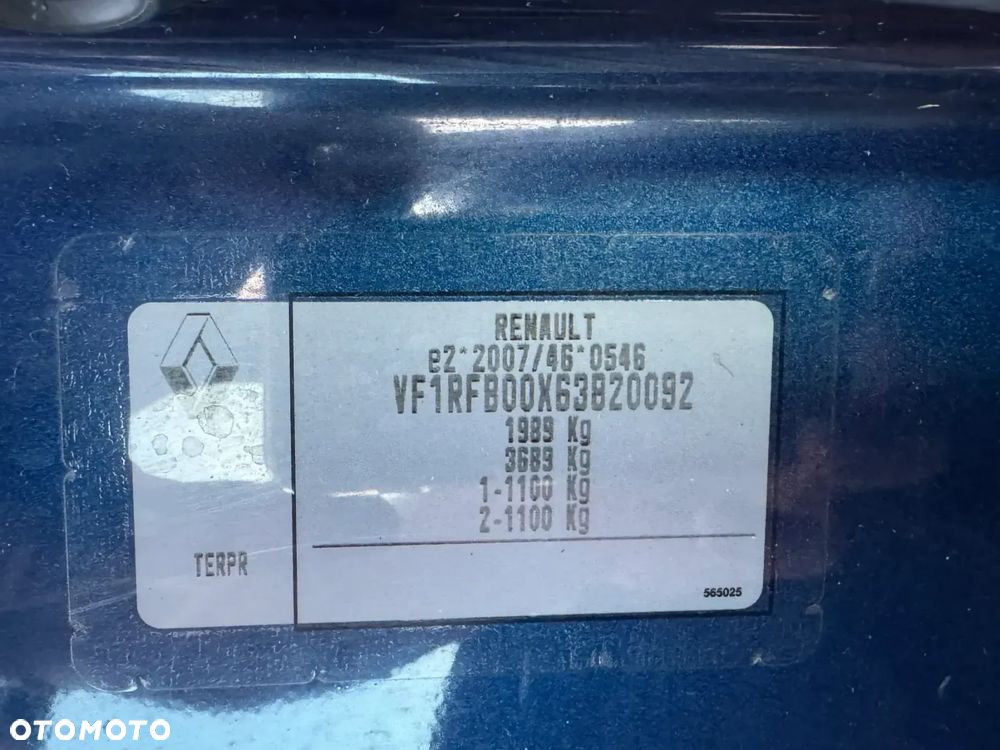 RENAULT
e2*2007/46*0546
VF1RFB00X63820092
1989 Kg
3689 Kg
1-1100 Kg
2-1100 Kg
TERPR
565025
OTOMOTO